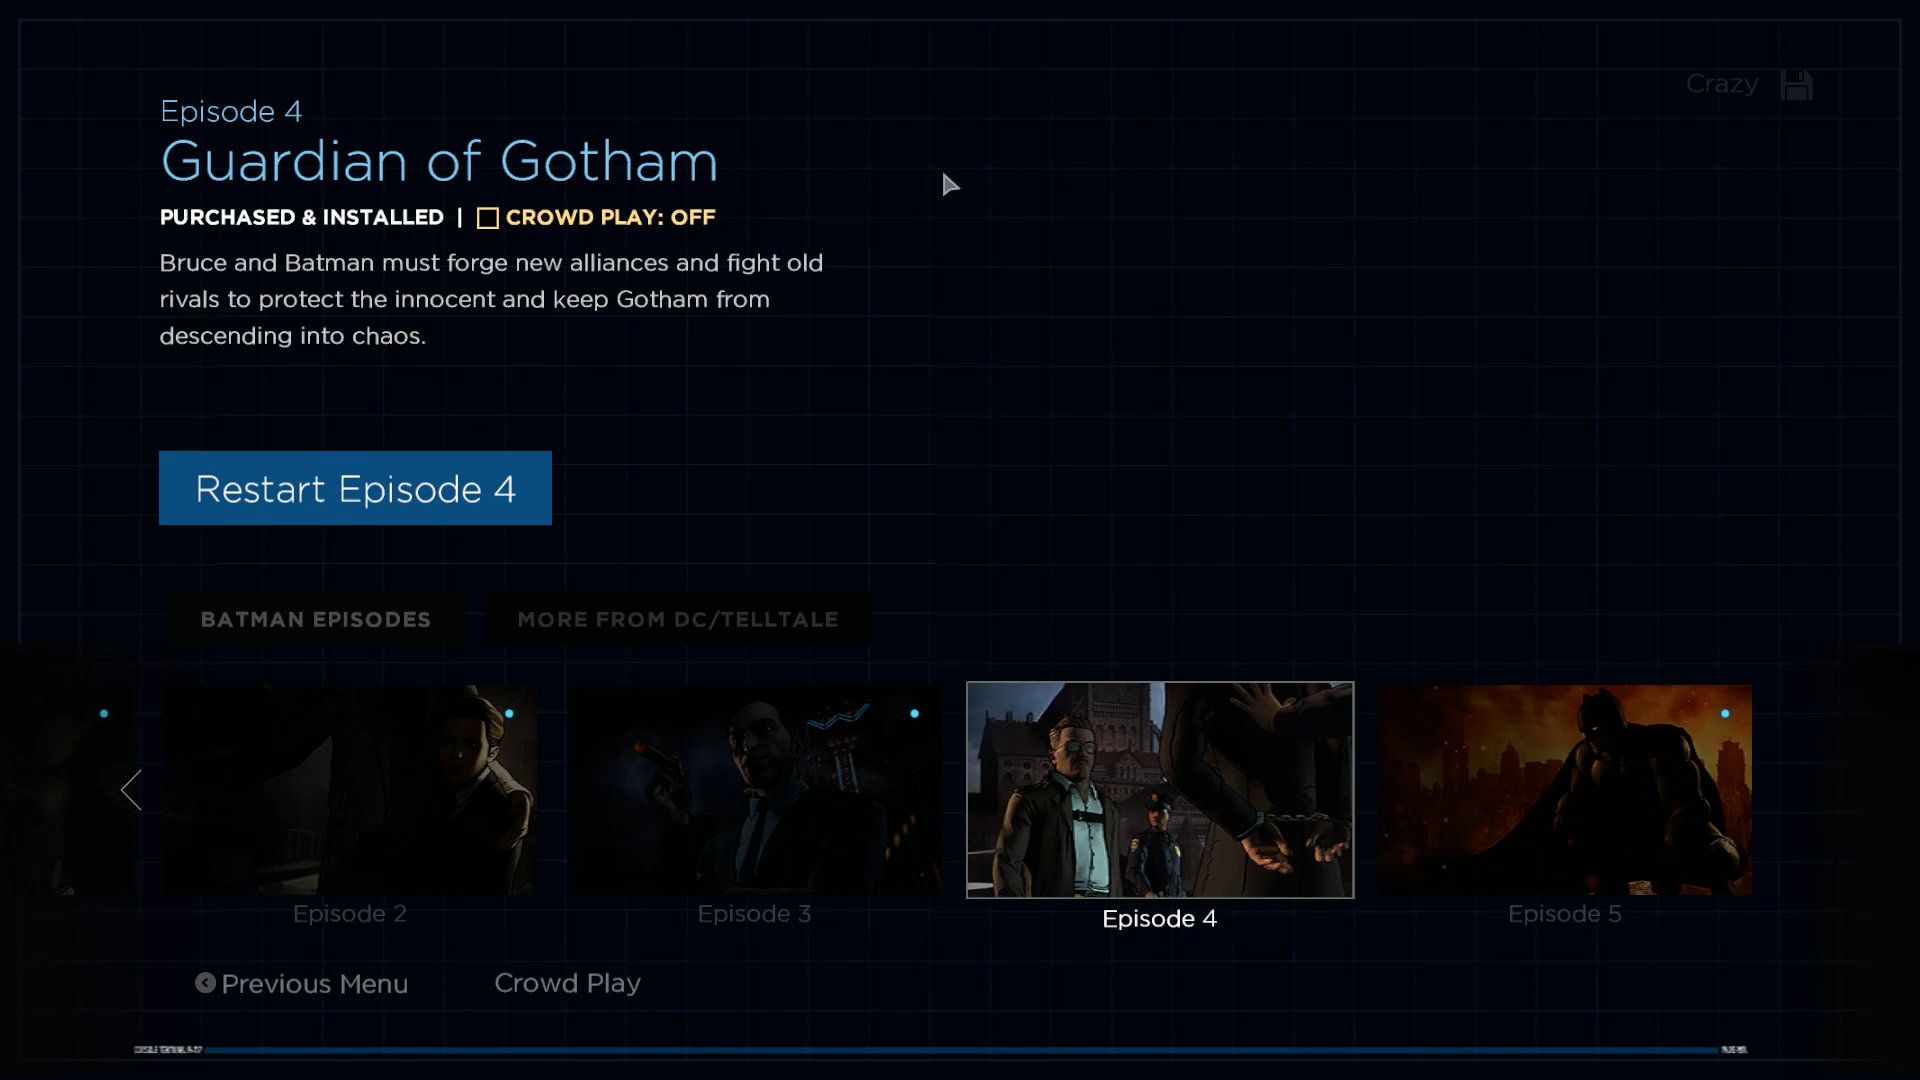 Crazy
Episode 4
Guardian of Gotham
PURCHASED & INSTALLED | CROWD PLAY: OFF
Bruce and Batman must forge new alliances and fight old
rivals to protect the innocent and keep Gotham from
descending into chaos.
Restart Episode 4
BATMAN EPISODES MORE FROM DC/TELLTALE
Episode 2 Episode 3 Episode 4 Episode 5
Previous Menu Crowd Play